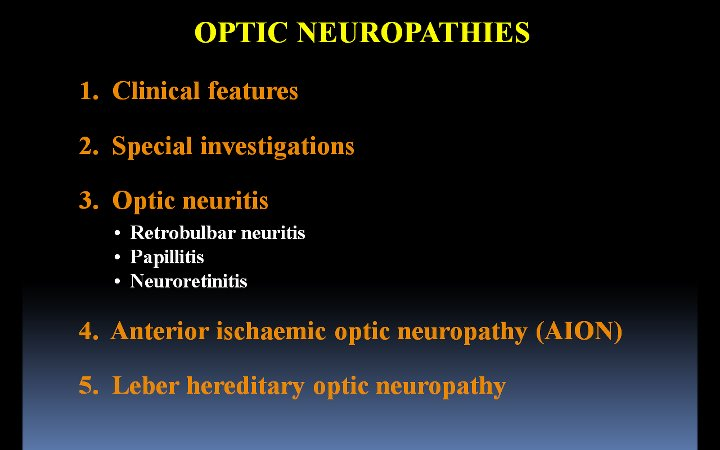 OPTIC NEUROPATHIES
1. Clinical features
2. Special investigations
3. Optic neuritis
• Retrobulbar neuritis
• Papillitis
• Neuroretinitis
4. Anterior ischaemic optic neuropathy (AION)
5. Leber hereditary optic neuropathy